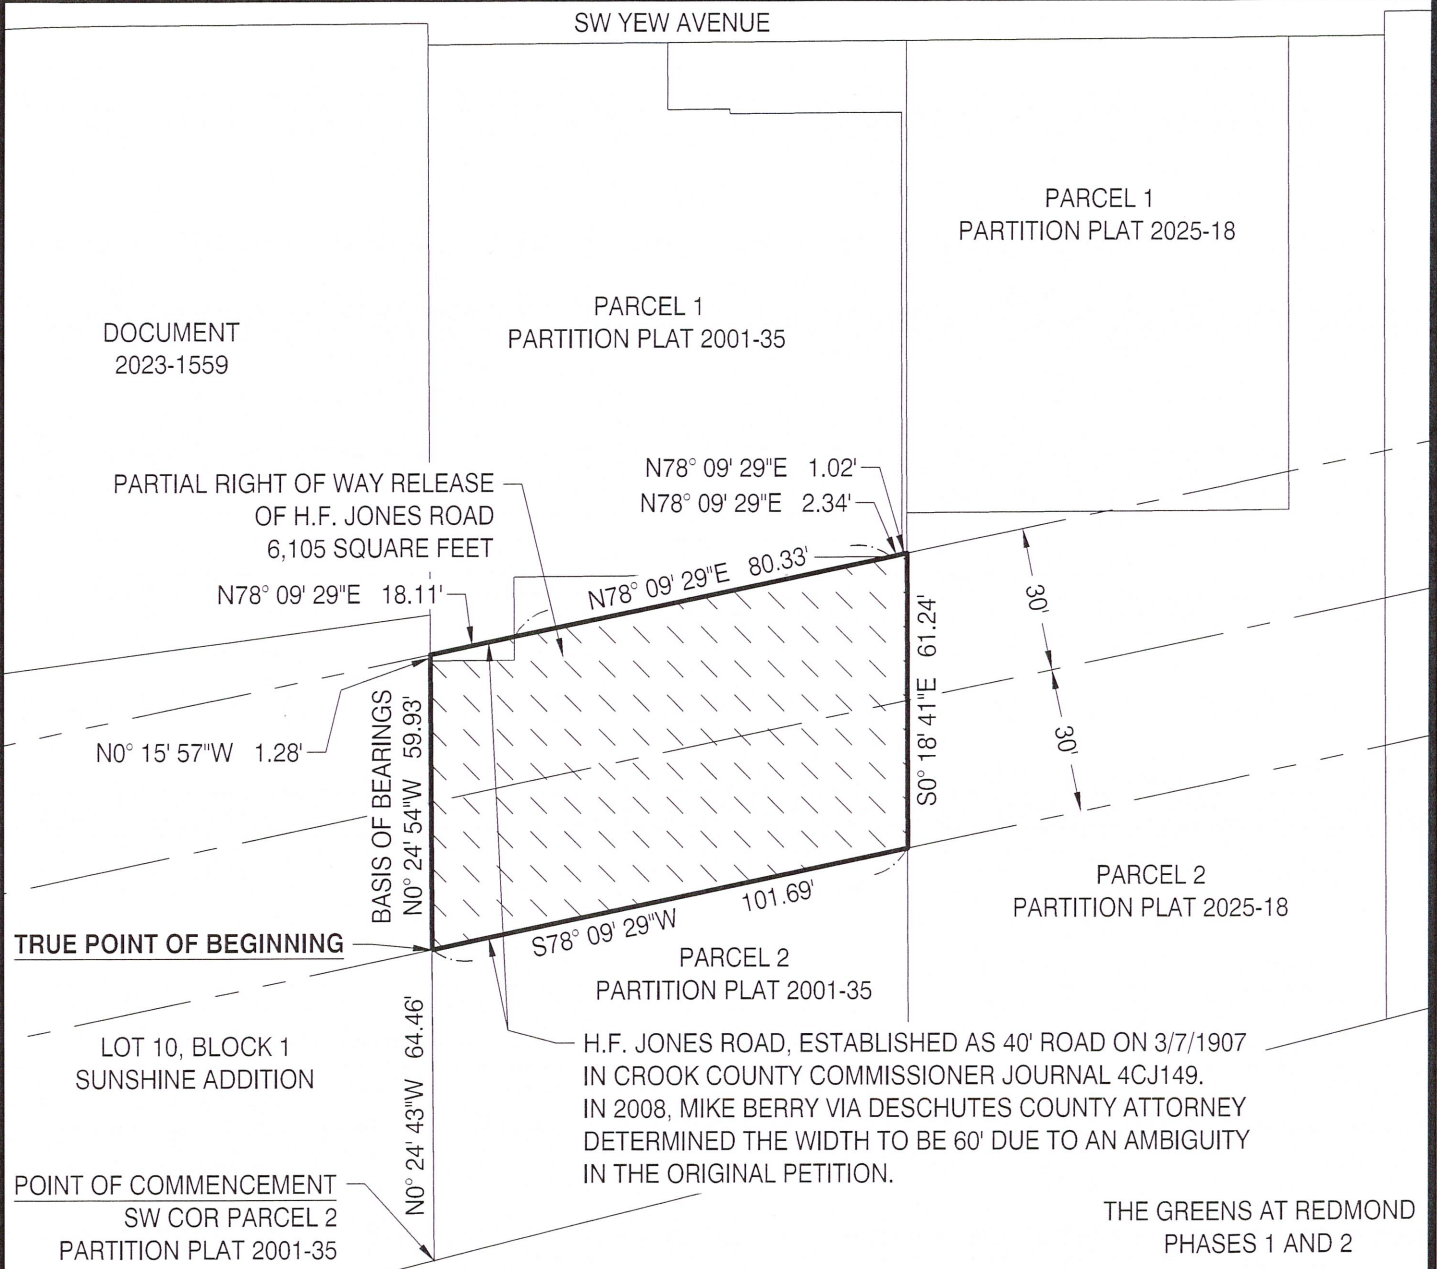 SW YEW AVENUE
PARCEL 1
PARTITION PLAT 2025-18
PARCEL 1
PARTITION PLAT 2001-35
DOCUMENT
2023-1559
PARTIAL RIGHT OF WAY RELEASE
OF H.F. JONES ROAD
6,105 SQUARE FEET
N78° 09' 29"E 1.02'
N78° 09' 29"E 2.34'
N78° 09' 29"E 80.33'
N78° 09' 29"E 18.11'
30'
30'
S0° 18' 41"E 61.24'
N0° 15' 57"W 1.28'
BASIS OF BEARINGS
N0° 24' 54"W 59.93'
TRUE POINT OF BEGINNING
S78° 09' 29"W 101.69'
PARCEL 2
PARTITION PLAT 2025-18
PARCEL 2
PARTITION PLAT 2001-35
LOT 10, BLOCK 1
SUNSHINE ADDITION
N0° 24' 43"W 64.46'
H.F. JONES ROAD, ESTABLISHED AS 40' ROAD ON 3/7/1907
IN CROOK COUNTY COMMISSIONER JOURNAL 4CJ149.
IN 2008, MIKE BERRY VIA DESCHUTES COUNTY ATTORNEY
DETERMINED THE WIDTH TO BE 60' DUE TO AN AMBIGUITY
IN THE ORIGINAL PETITION.
POINT OF COMMENCEMENT
SW COR PARCEL 2
PARTITION PLAT 2001-35
THE GREENS AT REDMOND
PHASES 1 AND 2